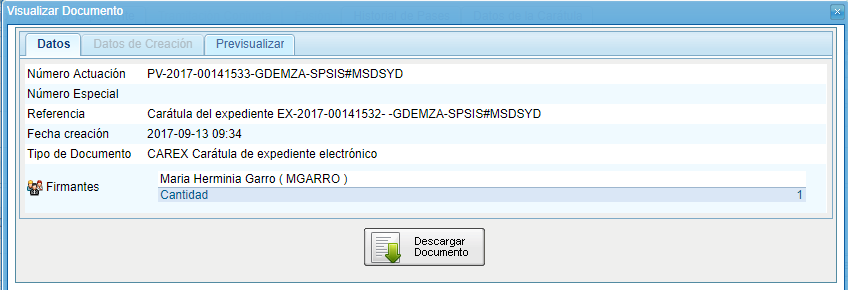 Visualizar Documento
Datos Datos de Creación Previsualizar
Número Actuación PV-2017-00141533-GDEMZA-SPSIS#MSDSYD
Número Especial
Referencia Carátula del expediente EX-2017-00141532- -GDEMZA-SPSIS#MSDSYD
Fecha creación 2017-09-13 09:34
Tipo de Documento CAREX Carátula de expediente electrónico
Firmantes Maria Herminia Garro ( MGARRO )
Cantidad 1
Descargar
Documento